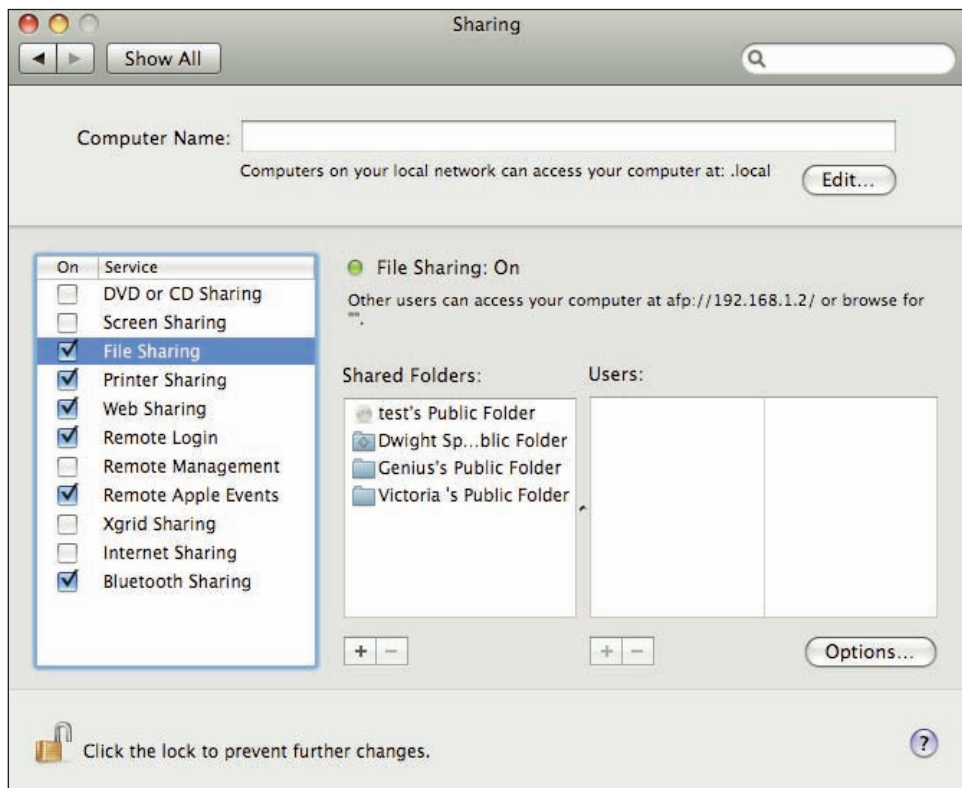 Sharing
Show All
Computer Name:
Computers on your local network can access your computer at: .local
Edit...
On Service
DVD or CD Sharing
Screen Sharing
File Sharing
Printer Sharing
Web Sharing
Remote Login
Remote Management
Remote Apple Events
Xgrid Sharing
Internet Sharing
Bluetooth Sharing
File Sharing: On
Other users can access your computer at afp://192.168.1.2/ or browse for
"".
Shared Folders:
test's Public Folder
Dwight Sp...blic Folder
Genius's Public Folder
Victoria 's Public Folder
Users:
+ −
+ −
Options...
Click the lock to prevent further changes.
?